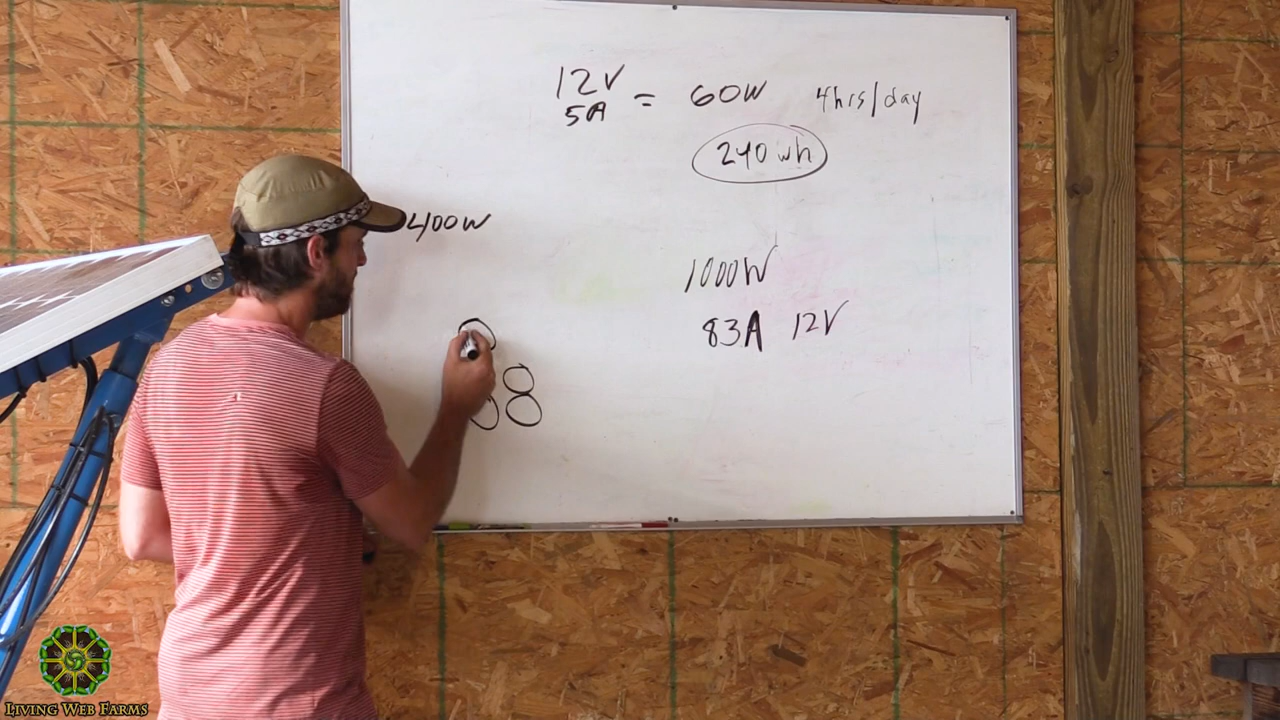 12V
5A = 60W 4hrs/day
240 wh
400W
1000W
83A 12V
LIVING WEB FARMS